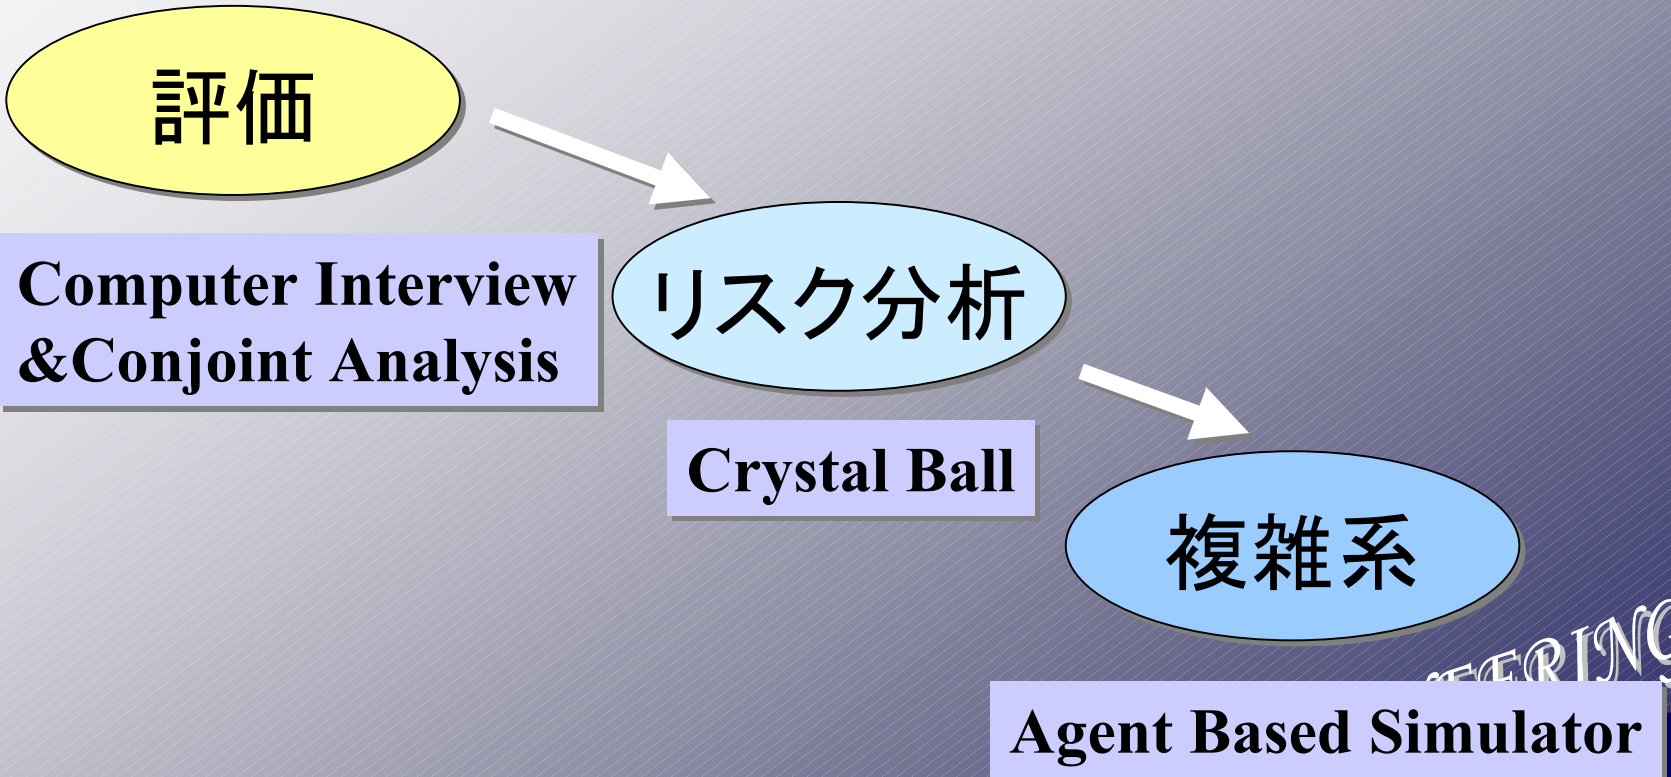 評価
Computer Interview
&Conjoint Analysis
リスク分析
Crystal Ball
複雑系
Agent Based Simulator